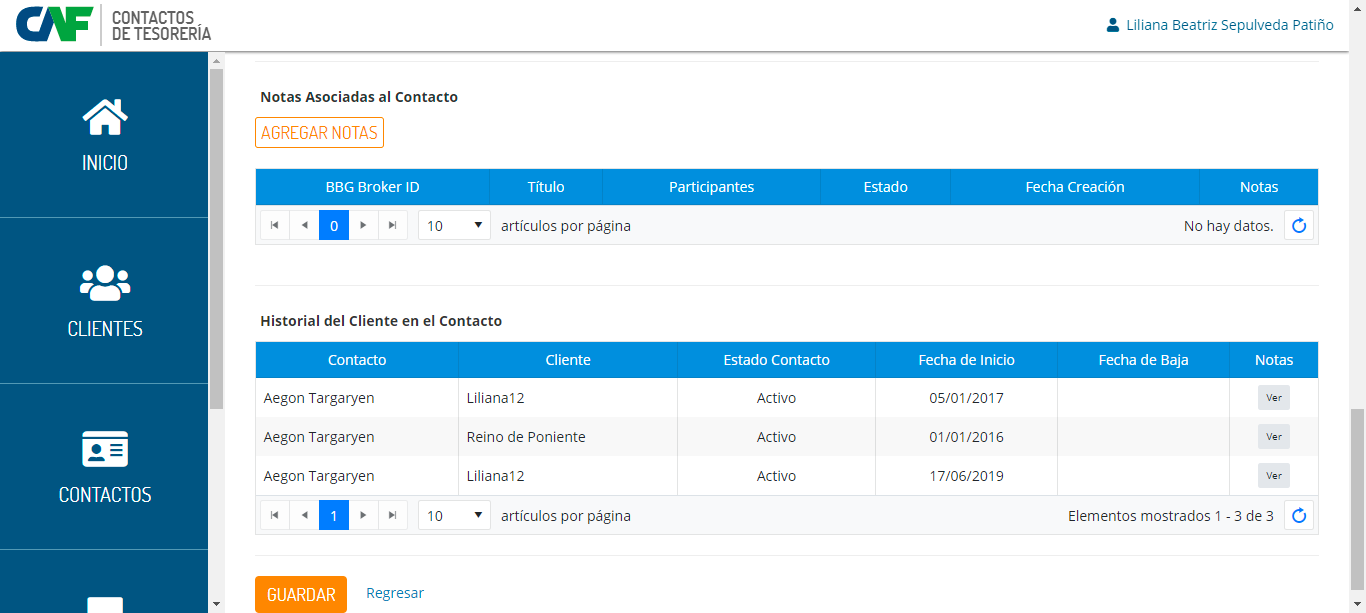 CAF CONTACTOS
DE TESORERÍA
Liliana Beatriz Sepulveda Patiño
INICIO
CLIENTES
CONTACTOS
Notas Asociadas al Contacto
AGREGAR NOTAS
BBG Broker ID Título Participantes Estado Fecha Creación Notas
0 10 artículos por página No hay datos.
Historial del Cliente en el Contacto
Contacto Cliente Estado Contacto Fecha de Inicio Fecha de Baja Notas
Aegon Targaryen Liliana12 Activo 05/01/2017 Ver
Aegon Targaryen Reino de Poniente Activo 01/01/2016 Ver
Aegon Targaryen Liliana12 Activo 17/06/2019 Ver
1 10 artículos por página Elementos mostrados 1 - 3 de 3
GUARDAR Regresar